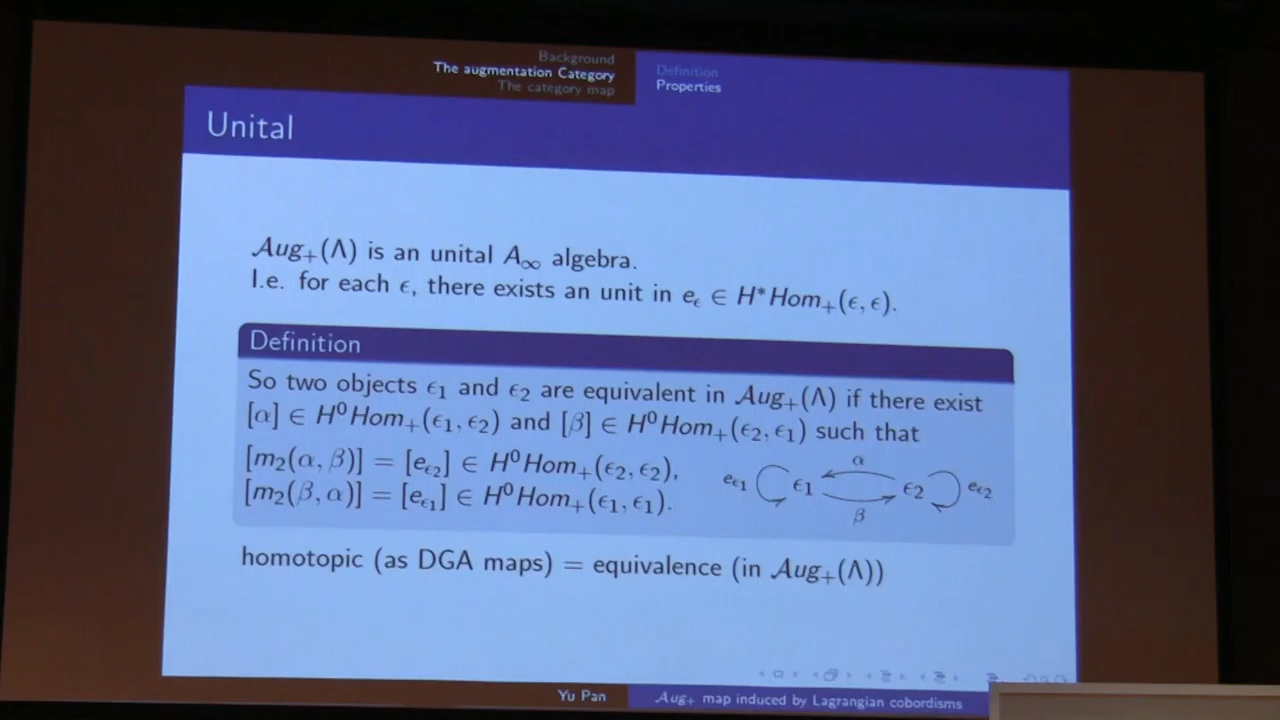 Background
The augmentation Category
The category map
Definition
Properties
Unital
Aug₊(Λ) is an unital A∞ algebra.
I.e. for each ϵ, there exists an unit in e_ϵ ∈ H*Hom₊(ϵ, ϵ).
Definition
So two objects ϵ₁ and ϵ₂ are equivalent in Aug₊(Λ) if there exist
[α] ∈ H⁰Hom₊(ϵ₁, ϵ₂) and [β] ∈ H⁰Hom₊(ϵ₂, ϵ₁) such that
[m₂(α, β)] = [e_ϵ₂] ∈ H⁰Hom₊(ϵ₂, ϵ₂),
[m₂(β, α)] = [e_ϵ₁] ∈ H⁰Hom₊(ϵ₁, ϵ₁).
α
e_ϵ₁ ϵ₁ ϵ₂ e_ϵ₂
β
homotopic (as DGA maps) = equivalence (in Aug₊(Λ))
Yu Pan
Aug₊ map induced by Lagrangian cobordisms